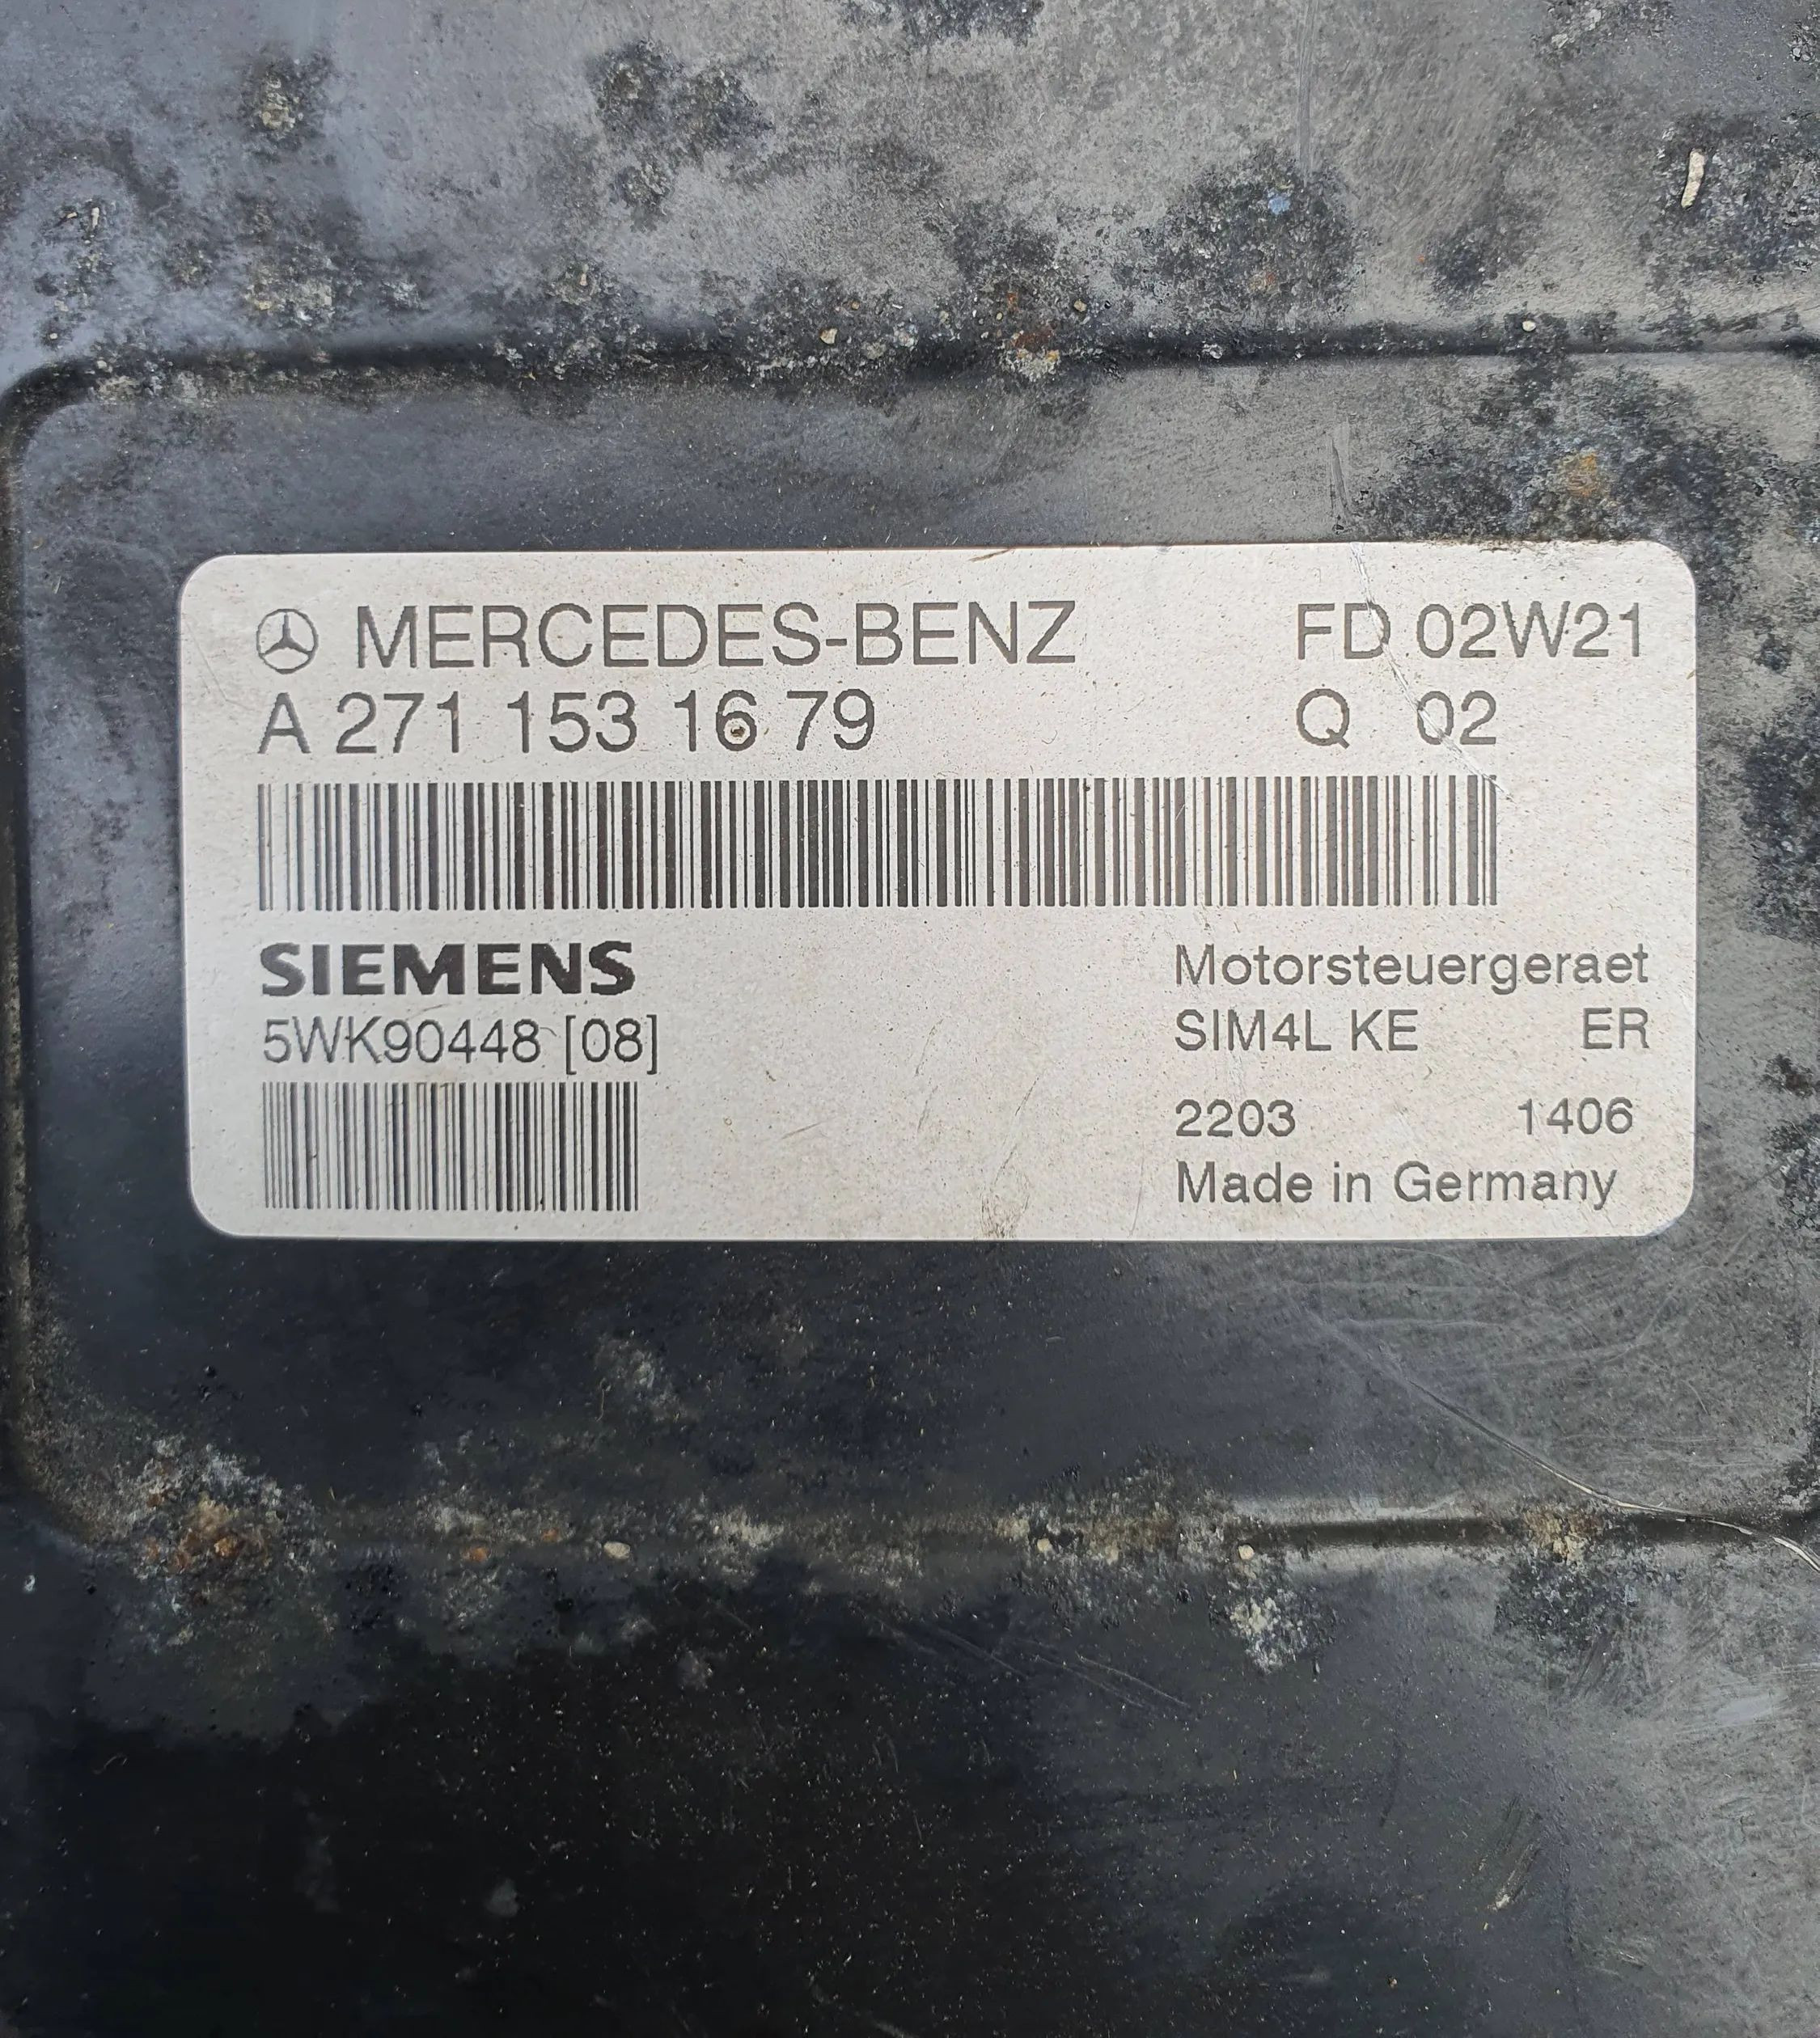 MERCEDES-BENZ FD 02W21
A 271 153 16 79 Q 02
SIEMENS
5WK90448 [08]
Motorsteuergeraet
SIM4L KE ER
2203 1406
Made in Germany